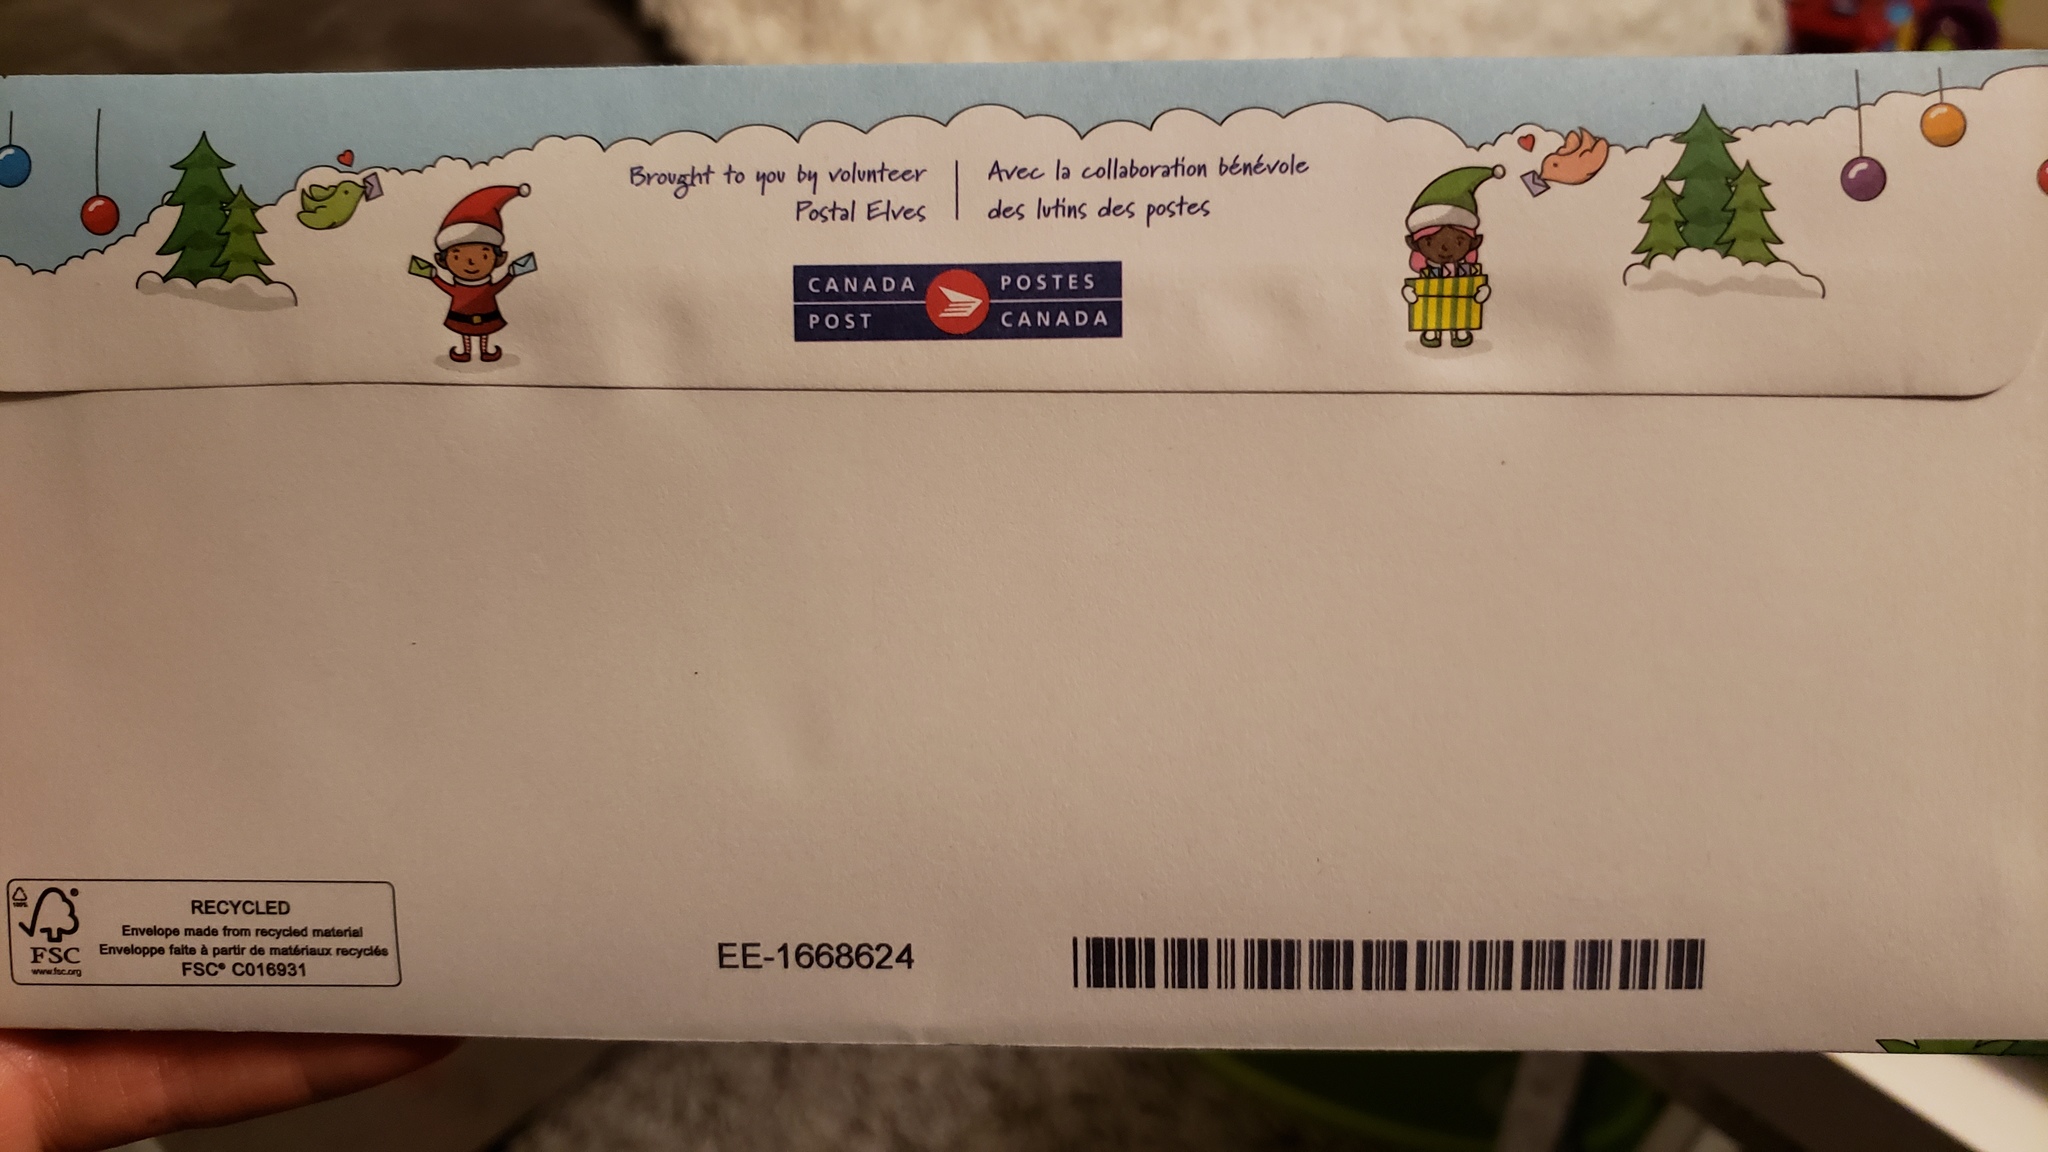 Brought to you by volunteer
Postal Elves
Avec la collaboration bénévole
des lutins des postes
CANADA
POST
POSTES
CANADA
100%
FSC
www.fsc.org
RECYCLED
Envelope made from recycled material
Enveloppe faite à partir de matériaux recyclés
FSC® C016931
EE-1668624